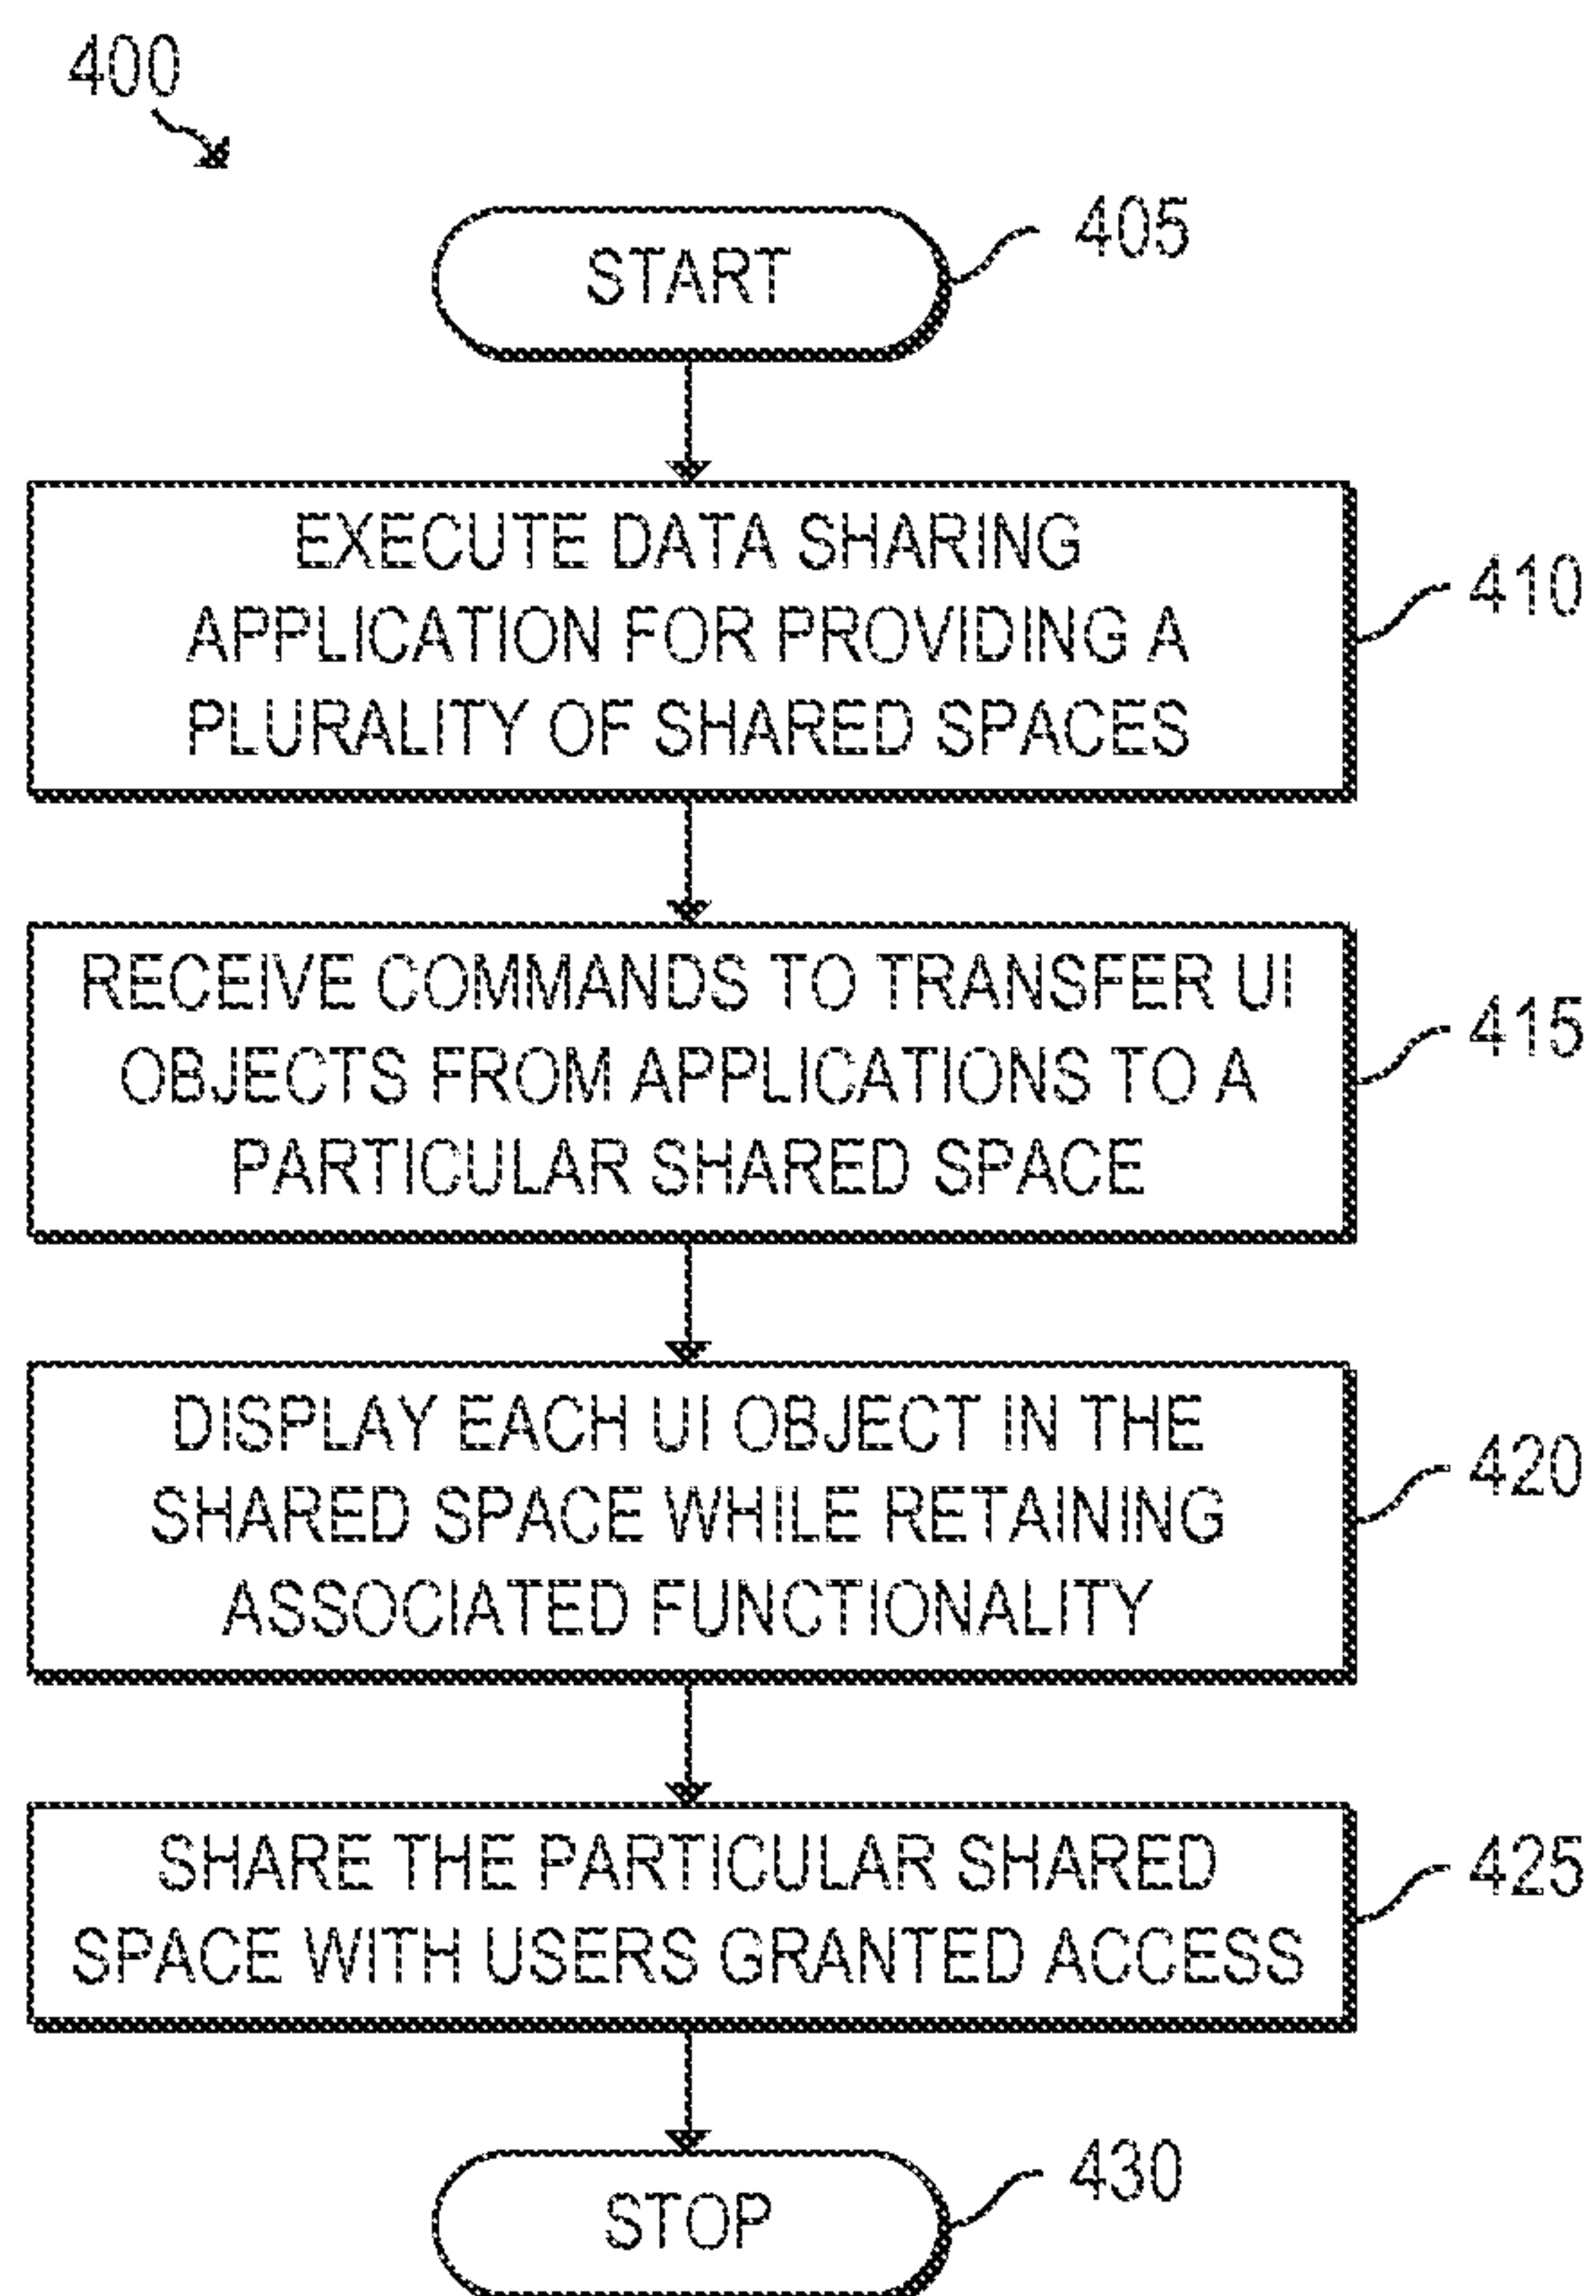 400
START
405
EXECUTE DATA SHARING
APPLICATION FOR PROVIDING A
PLURALITY OF SHARED SPACES
410
RECEIVE COMMANDS TO TRANSFER UI
OBJECTS FROM APPLICATIONS TO A
PARTICULAR SHARED SPACE
415
DISPLAY EACH UI OBJECT IN THE
SHARED SPACE WHILE RETAINING
ASSOCIATED FUNCTIONALITY
420
SHARE THE PARTICULAR SHARED
SPACE WITH USERS GRANTED ACCESS
425
STOP
430